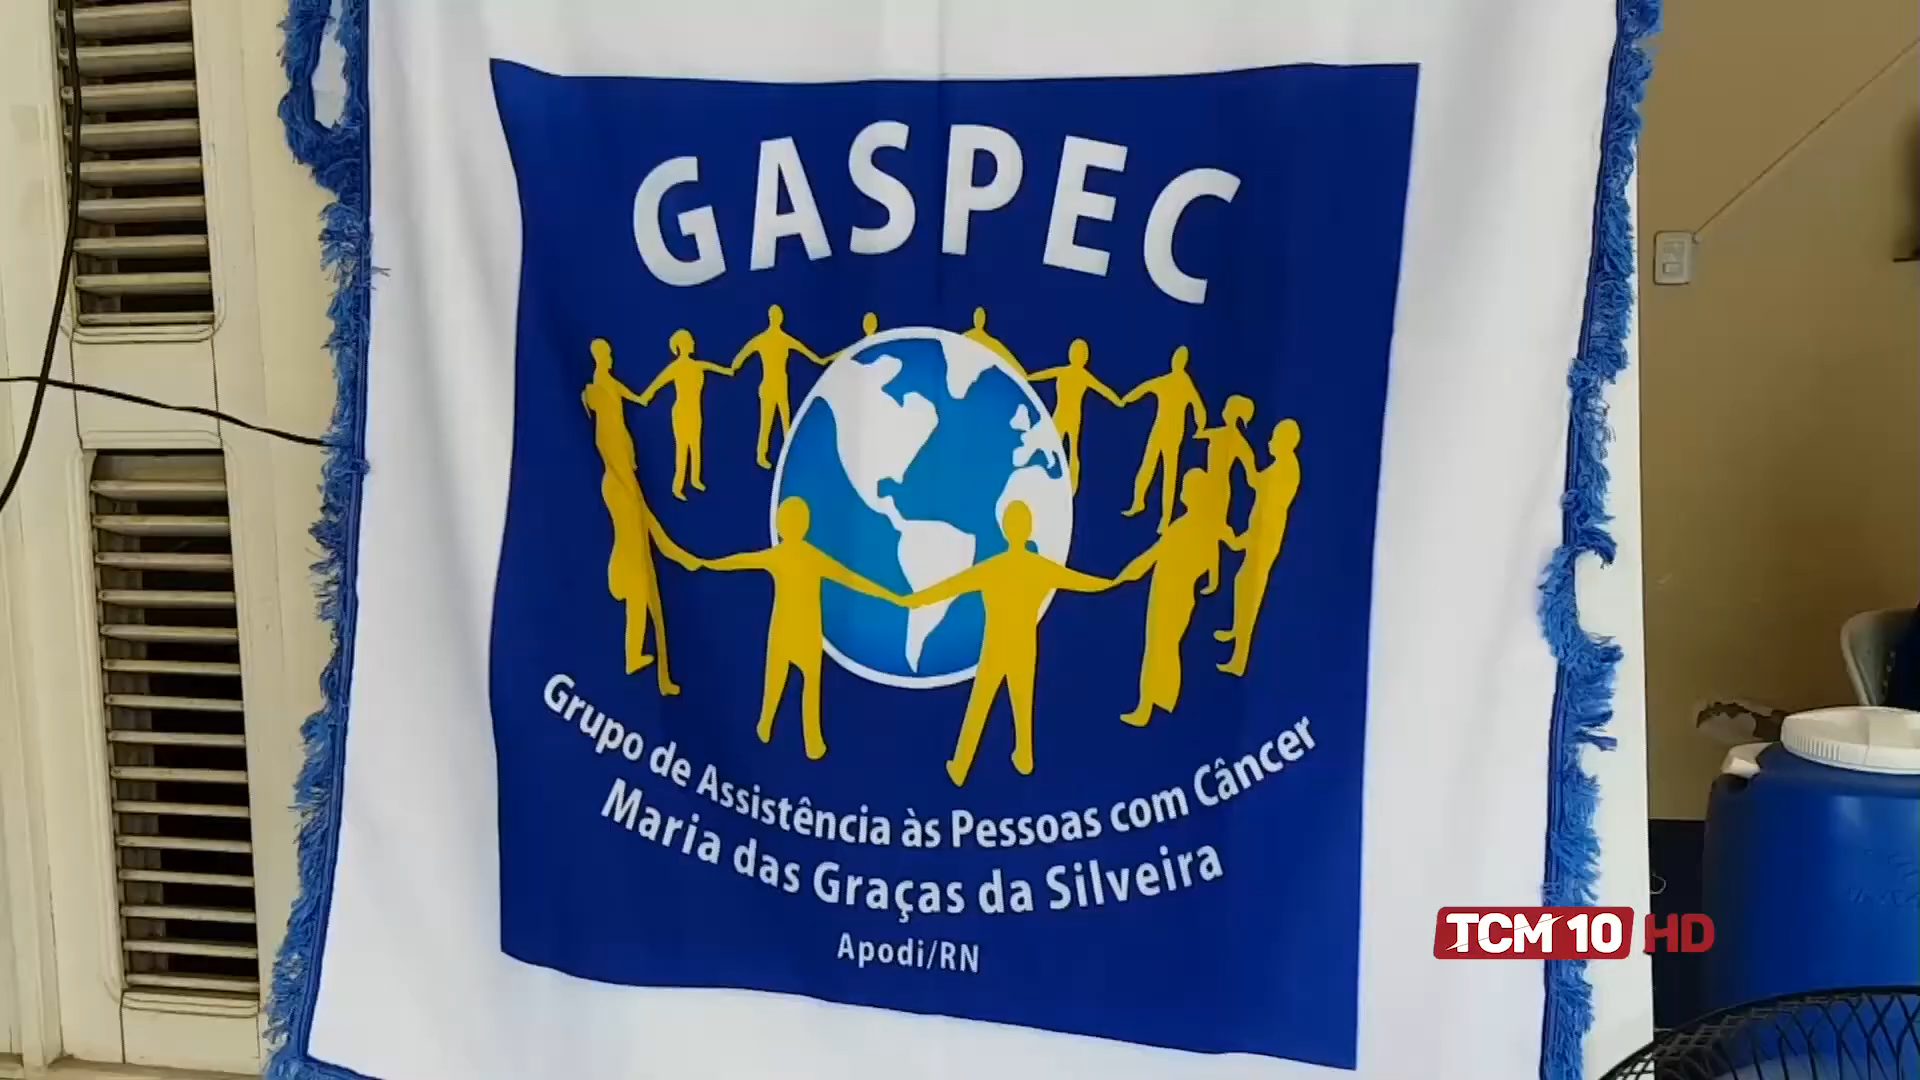 GASPEC
Grupo de Assistência às Pessoas com Câncer
Maria das Graças da Silveira
Apodi/RN
TCM 10 HD